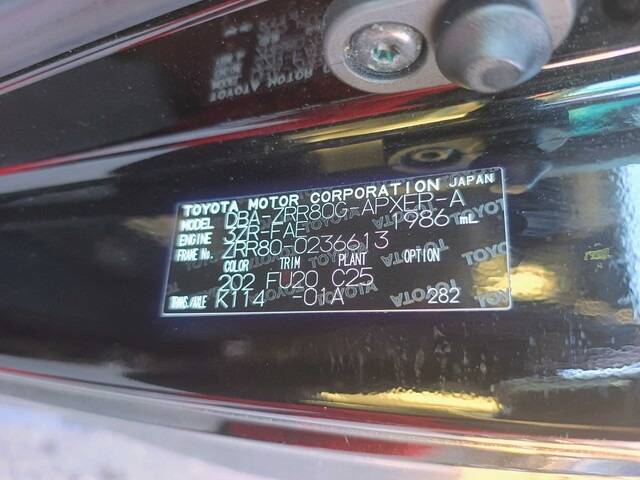 TOYOTA MOTOR CORPORATION JAPAN
MODEL DBA-ZRR80G-APXER-A
ENGINE 3ZR-FAE 1986 mL
FRAME No. ZRR80-0236613
COLOR TRIM PLANT OPTION
202 FU20 C25
TRANS./AXLE K114 -01A 282